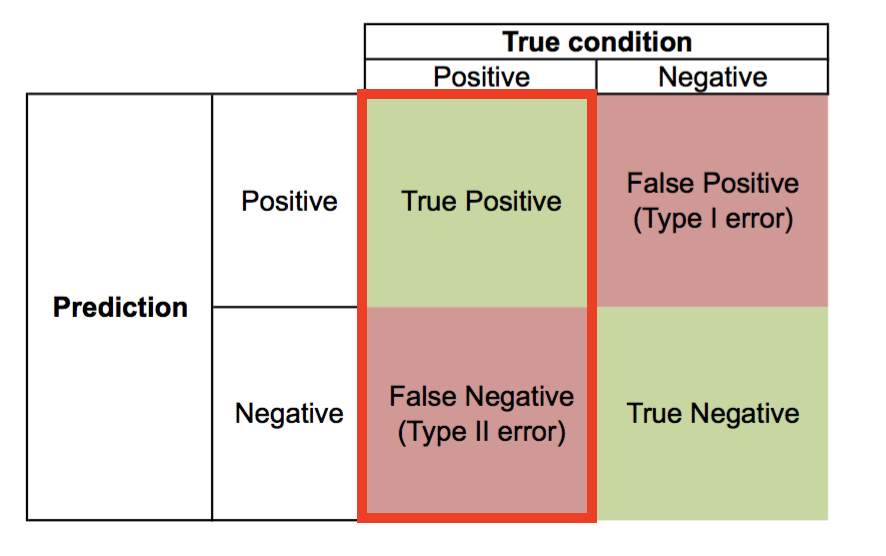 True condition
Positive
Negative
Prediction
Positive
True Positive
False Positive
(Type I error)
Negative
False Negative
(Type II error)
True Negative